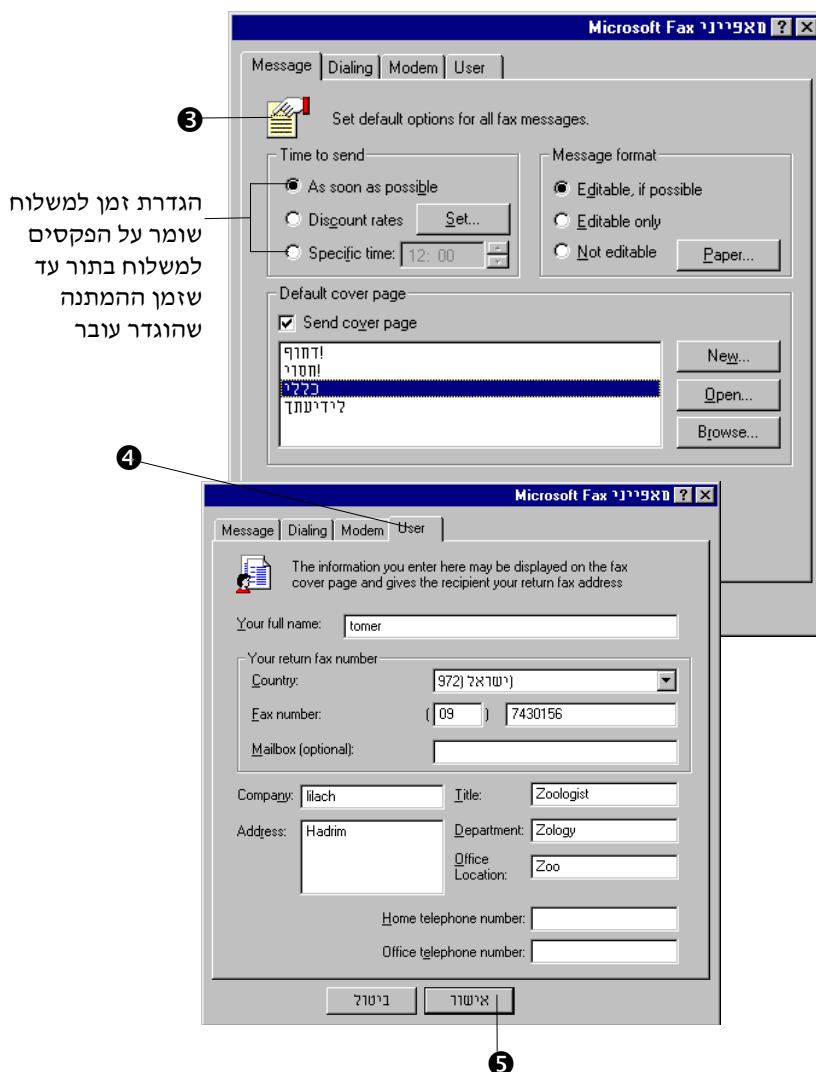 מאפייני Microsoft Fax
Message Dialing Modem User
❸
Set default options for all fax messages.
Time to send
As soon as possible
Discount rates Set...
Specific time: 12: 00
Message format
Editable, if possible
Editable only
Not editable Paper...
הגדרת זמן למשלוח
שומר על הפקסים
למשלוח בתור עד
שזמן ההמתנה
שהוגדר עובר
Default cover page
Send cover page
דחוף!
חסוי!
כללי
לידיעתך
New...
Open...
Browse...
❹
מאפייני Microsoft Fax
Message Dialing Modem User
The information you enter here may be displayed on the fax
cover page and gives the recipient your return fax address
Your full name: tomer
Your return fax number
Country: ישראל (972)
Fax number: (09) 7430156
Mailbox (optional):
Company: lilach
Title: Zoologist
Address: Hadrim
Department: Zology
Office
Location: Zoo
Home telephone number:
Office telephone number:
אישור ביטול
❺